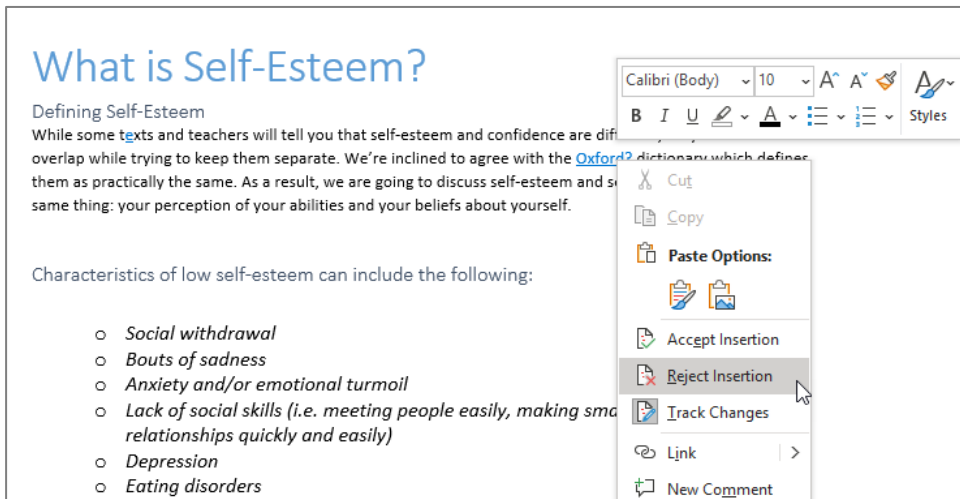 What is Self-Esteem?
Defining Self-Esteem
While some texts and teachers will tell you that self-esteem and confidence are
overlap while trying to keep them separate. We're inclined to agree with the Oxford? dictionary which defines
them as practically the same. As a result, we are going to discuss self-esteem and
same thing: your perception of your abilities and your beliefs about yourself.
Characteristics of low self-esteem can include the following:
o Social withdrawal
o Bouts of sadness
o Anxiety and/or emotional turmoil
o Lack of social skills (i.e. meeting people easily, making
relationships quickly and easily)
o Depression
o Eating disorders
Calibri (Body) 10
B I U A Styles
Cut
Copy
Paste Options:
Accept Insertion
Reject Insertion
Track Changes
Link
New Comment